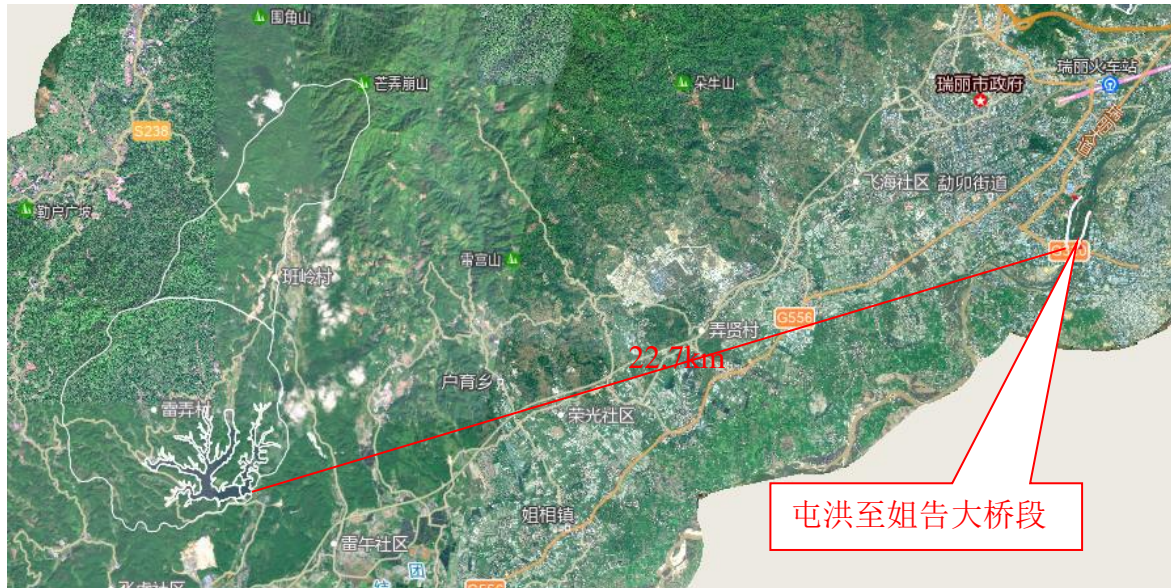 围角山
芒弄崩山
朵牛山
瑞丽火车站
瑞丽市政府
S238
飞海社区
勐卯街道
勒户广坡
雷宫山
班岭村
G556
弄贤村
22.7km
户育乡
雷弄村
荣光社区
姐相镇
屯洪至姐告大桥段
雷午社区
团